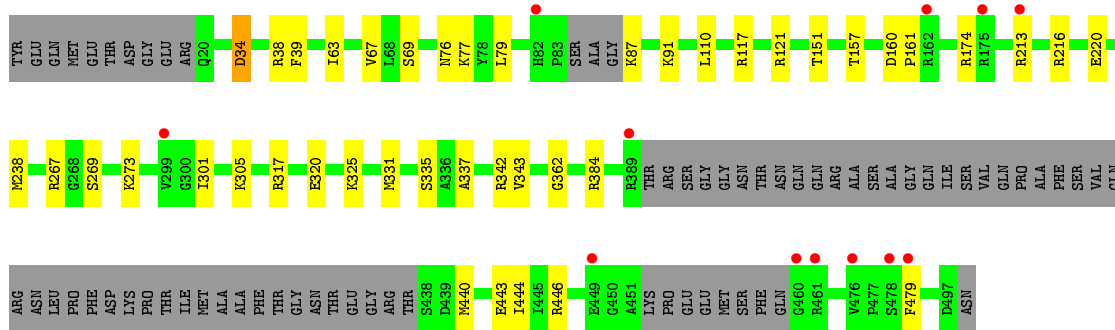 TYR GLU GLN MET GLU THR ASP GLY GLU ARG Q20 D34 R38 F39 I63 V67 L68 S69 N76 K77 Y78 L79 H82 P83 SER ALA GLY K87 K91 L110 R117 R121 T151 T157 D160 P161 R162 R174 R175 R213 R216 E220
M238 R267 G268 S269 K273 V299 G300 I301 K305 R317 E320 K325 M331 S335 A336 A337 R342 V343 G362 R384 R389 THR ARG SER GLY GLY ASN THR ASN GLN GLN ARG ALA SER ALA GLY GLN ILE SER VAL GLN PRO ALA PHE SER VAL GLN
ARG ASN LEU PRO PHE ASP LYS PRO THR ILE MET ALA ALA PHE THR GLY ASN THR GLU GLY ARG THR S438 D439 M440 E443 I444 I445 R446 E449 G450 A451 LYS PRO GLU GLU MET SER PHE GLN G460 R461 V476 P477 S478 F479 D497 ASN